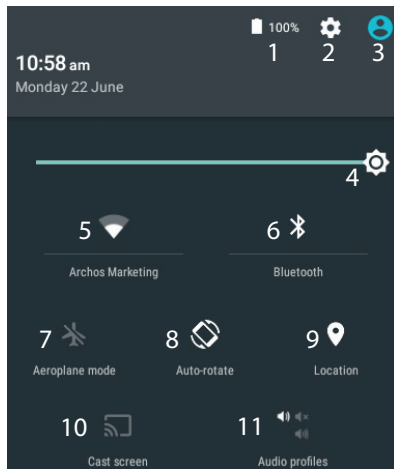 100%
1 2 3
10:58 am
Monday 22 June
4
5 6
Archos Marketing Bluetooth
7 8 9
Aeroplane mode Auto-rotate Location
10 11
Cast screen Audio profiles